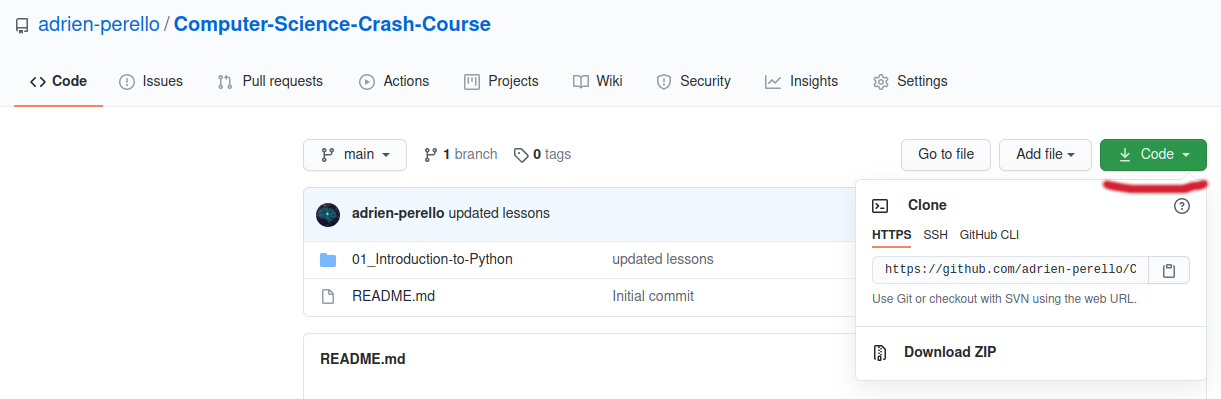 adrien-perello / Computer-Science-Crash-Course
Code Issues Pull requests Actions Projects Wiki Security Insights Settings
main 1 branch 0 tags Go to file Add file Code
adrien-perello updated lessons
01_Introduction-to-Python updated lessons
README.md Initial commit
README.md
Clone
HTTPS SSH GitHub CLI
https://github.com/adrien-perello/C
Use Git or checkout with SVN using the web URL.
Download ZIP